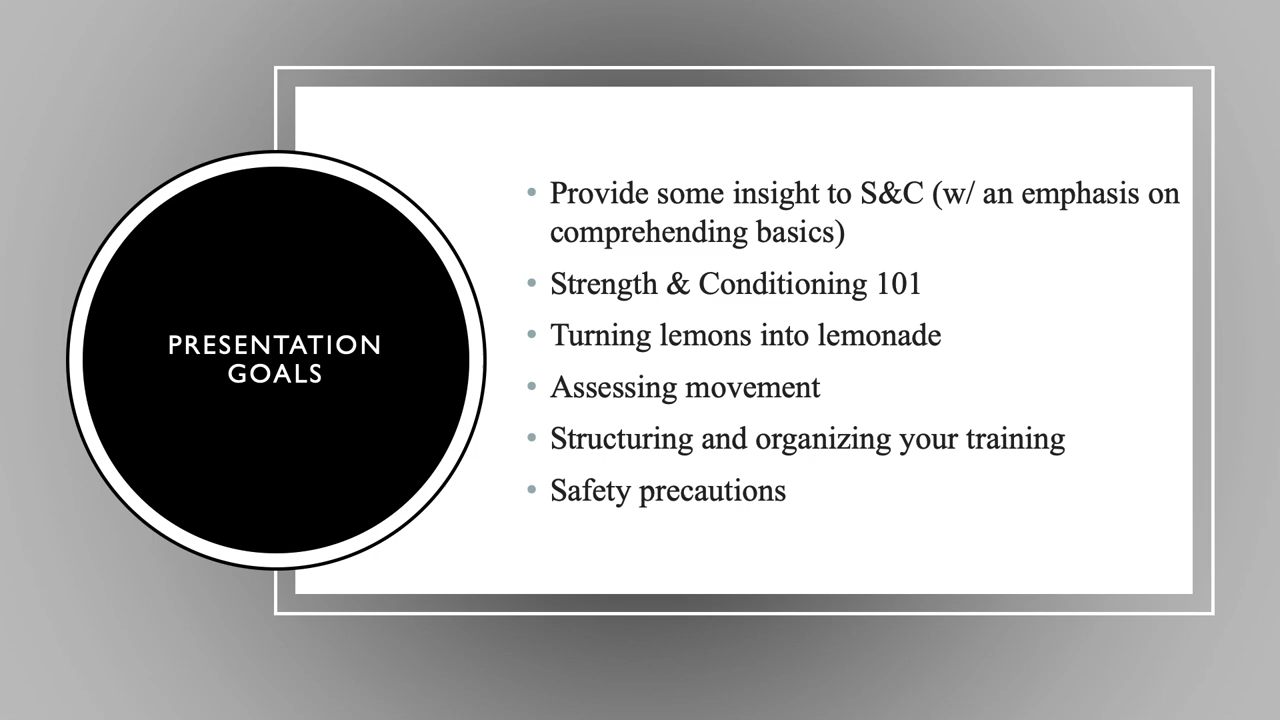 PRESENTATION
GOALS
• Provide some insight to S&C (w/ an emphasis on
comprehending basics)
• Strength & Conditioning 101
• Turning lemons into lemonade
• Assessing movement
• Structuring and organizing your training
• Safety precautions